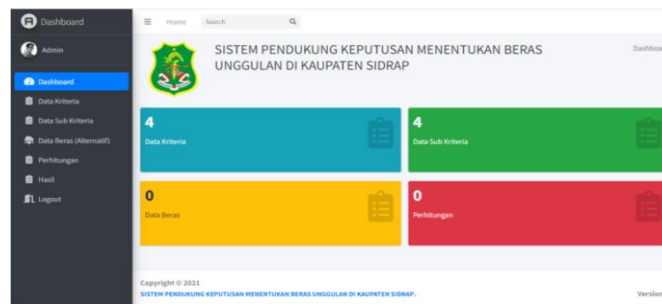 Dashboard
Home
Search
Admin
SISTEM PENDUKUNG KEPUTUSAN MENENTUKAN BERAS
UNGGULAN DI KAUPATEN SIDRAP
Dashboa
Dashboard
Data Kriteria
Data Sub Kriteria
Data Beras (Alternatif)
Perhitungan
Hasil
Logout
4
Data Kriteria
4
Data Sub Kriteria
0
Data Beras
0
Perhitungan
Copyright © 2021
SISTEM PENDUKUNG KEPUTUSAN MENENTUKAN BERAS UNGGULAN DI KAUPATEN SIDRAP.
Version